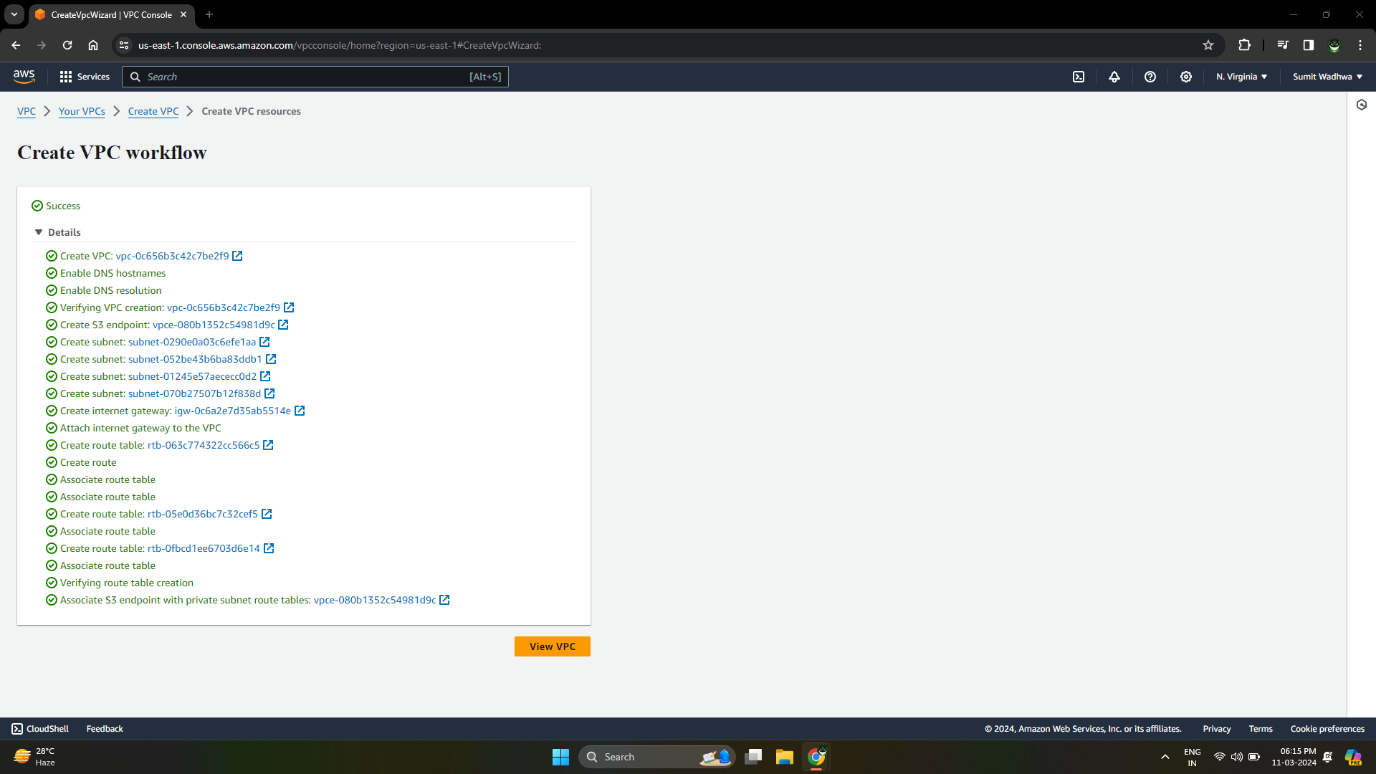 CreateVpcWizard | VPC Console
us-east-1.console.aws.amazon.com/vpcconsole/home?region=us-east-1#CreateVpcWizard:
aws Services Search [Alt+S] N. Virginia Sumit Wadhwa
VPC Your VPCs Create VPC Create VPC resources
Create VPC workflow
Success
Details
Create VPC: vpc-0c656b3c42c7be2f9
Enable DNS hostnames
Enable DNS resolution
Verifying VPC creation: vpc-0c656b3c42c7be2f9
Create S3 endpoint: vpce-080b1352c54981d9c
Create subnet: subnet-0290e0a03c6efe1aa
Create subnet: subnet-052be43b6ba83ddb1
Create subnet: subnet-01245e57aececc0d2
Create subnet: subnet-070b27507b12f838d
Create internet gateway: igw-0c6a2e7d35ab5514e
Attach internet gateway to the VPC
Create route table: rtb-063c774322cc566c5
Create route
Associate route table
Associate route table
Create route table: rtb-05e0d36bc7c32cef5
Associate route table
Create route table: rtb-0fbcd1ee6703d6e14
Associate route table
Verifying route table creation
Associate S3 endpoint with private subnet route tables: vpce-080b1352c54981d9c
View VPC
CloudShell Feedback © 2024, Amazon Web Services, Inc. or its affiliates. Privacy Terms Cookie preferences
28°C
Haze
Search
ENG
IN
06:15 PM
11-03-2024